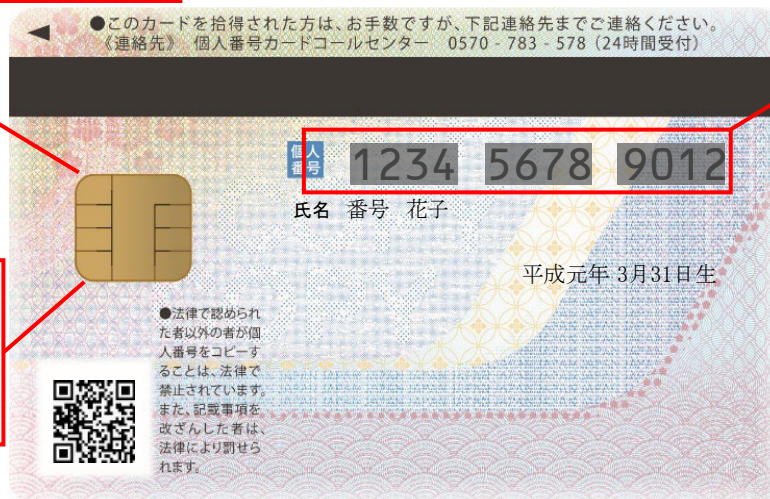 ●このカードを拾得された方は、お手数ですが、下記連絡先までご連絡ください。
《連絡先》 個人番号カードコールセンター 0570-783-578(24時間受付)
個人番号 1234 5678 9012
氏名 番号 花子
平成元年 3月31日生
●法律で認められ
た者以外の者が個
人番号をコピーす
ることは、法律で
禁止されています。
また、記載事項を
改ざんした者は、
法律により罰せら
れます。